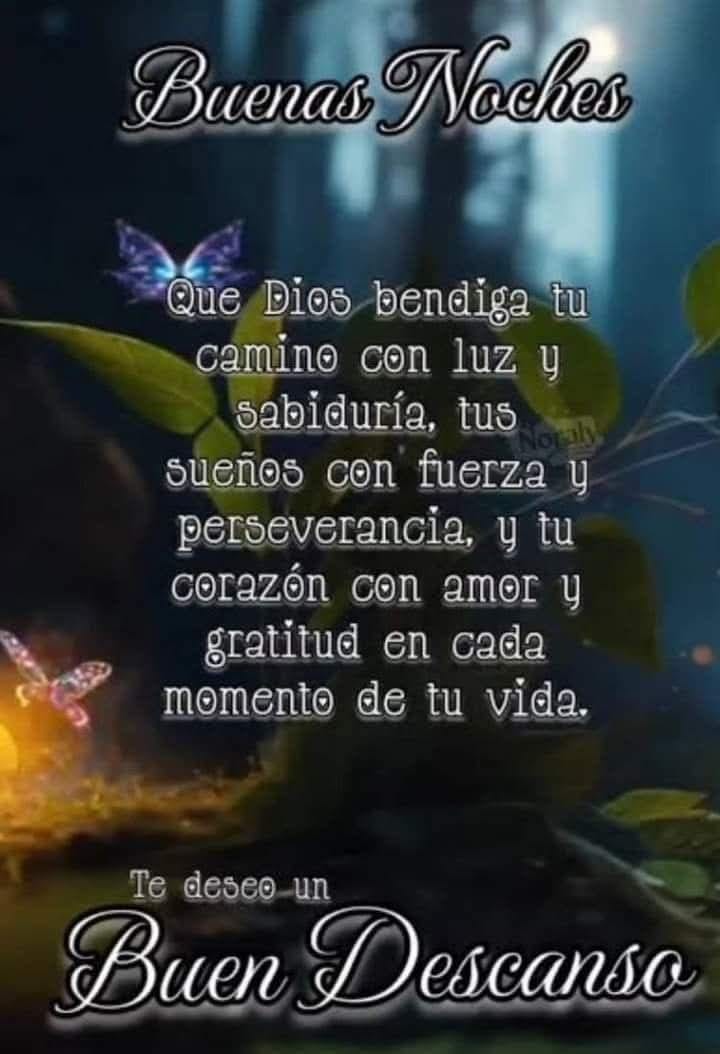 Buenas Noches
Que Dios bendiga tu
camino con luz y
sabiduría, tus
Noraly
sueños con fuerza y
perseverancia, y tu
corazón con amor y
gratitud en cada
momento de tu vida.
Te deseo un
Buen Descanso